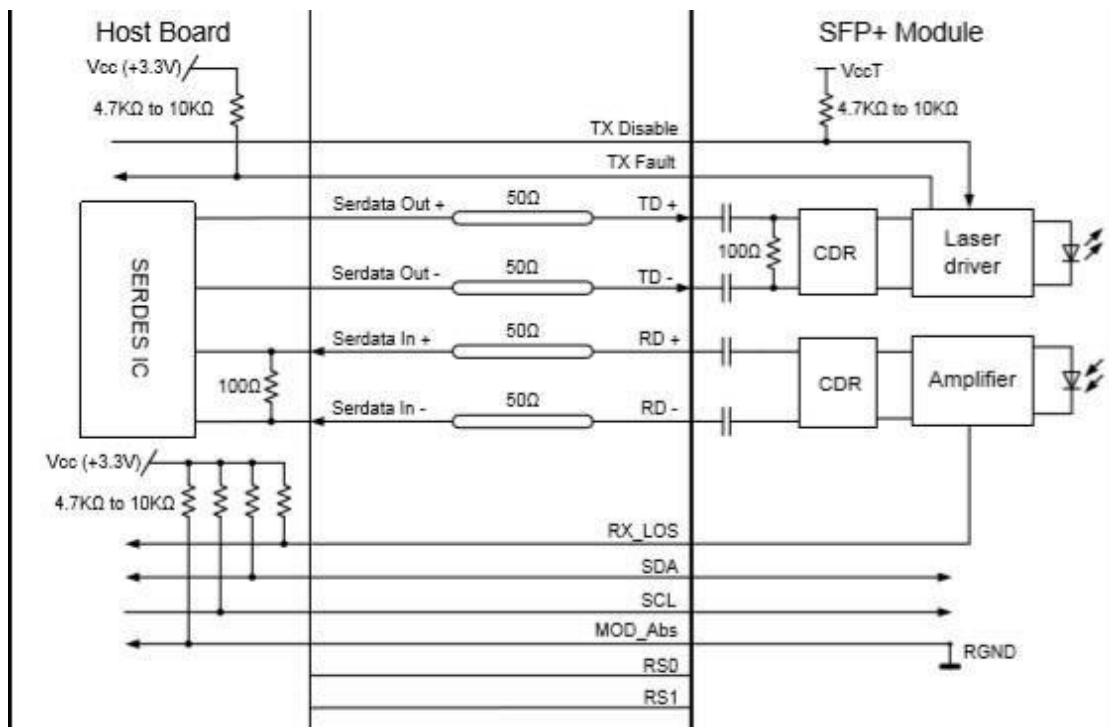 Host Board
SFP+ Module
Vcc (+3.3V)
VccT
4.7KΩ to 10KΩ
4.7KΩ to 10KΩ
TX Disable
TX Fault
Serdata Out +
50Ω
TD +
SERDES IC
100Ω
CDR
Laser
driver
Serdata Out -
50Ω
TD -
Serdata In +
50Ω
RD +
100Ω
CDR
Amplifier
Serdata In -
50Ω
RD -
Vcc (+3.3V)
4.7KΩ to 10KΩ
RX_LOS
SDA
SCL
MOD_Abs
RGND
RS0
RS1